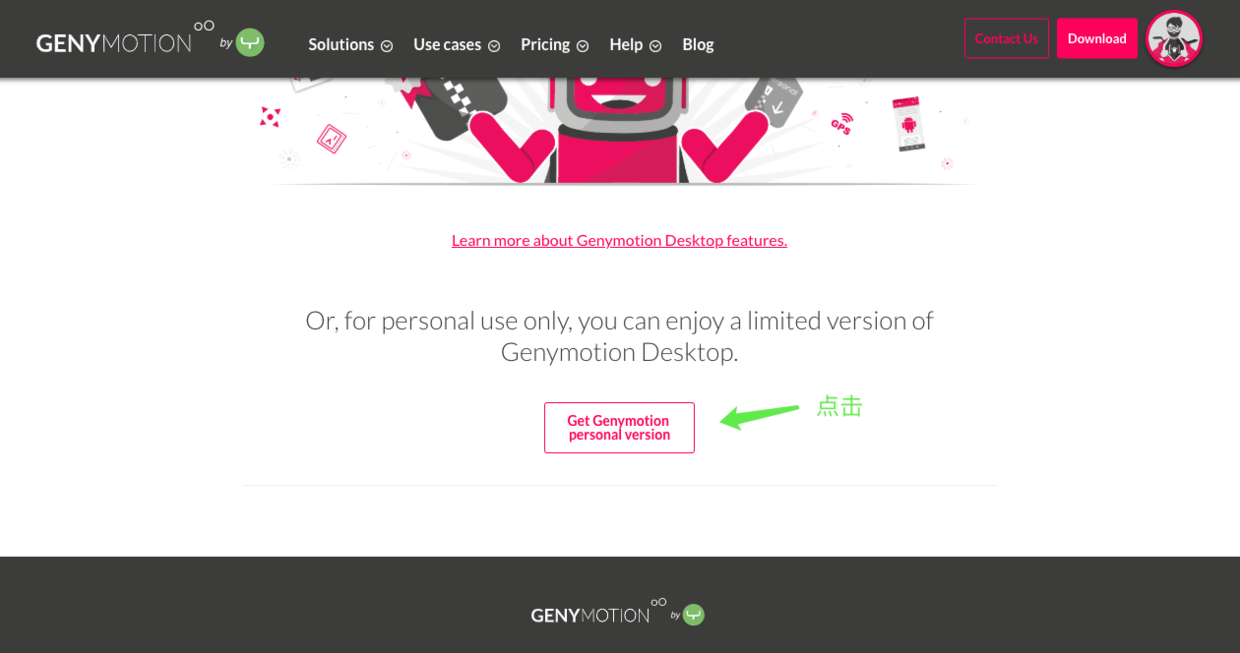 GENYMOTION by
Solutions Use cases Pricing Help Blog
Contact Us Download
GPS
Learn more about Genymotion Desktop features.
Or, for personal use only, you can enjoy a limited version of
Genymotion Desktop.
Get Genymotion
personal version
点击
GENYMOTION by